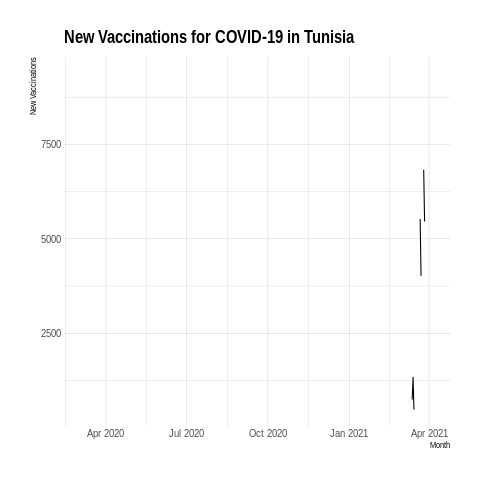 New Vaccinations for COVID-19 in Tunisia
New Vaccinations
7500
5000
2500
Apr 2020 Jul 2020 Oct 2020 Jan 2021 Apr 2021
Month